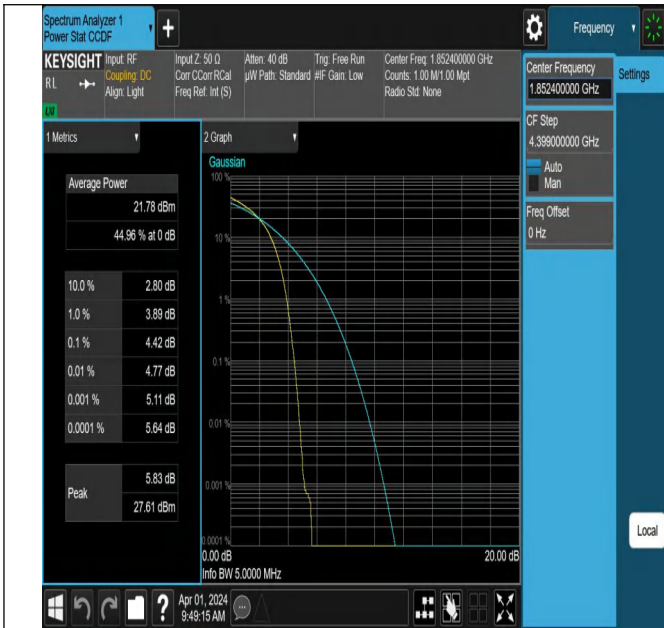 Spectrum Analyzer 1
Power Stat CCDF
+
Frequency
KEYSIGHT
RL
LXI
Input: RF
Coupling: DC
Align: Light
Input Z: 50 Ω
Corr CCorr RCal
Freq Ref: Int (S)
Atten: 40 dB
µW Path: Standard
Trig: Free Run
#IF Gain: Low
Center Freq: 1.852400000 GHz
Counts: 1.00 M/1.00 Mpt
Radio Std: None
Center Frequency
1.852400000 GHz
Settings
CF Step
4.399000000 GHz
Auto
Man
Freq Offset
0 Hz
Local
1 Metrics
Average Power
21.78 dBm
44.96 % at 0 dB
10.0 % 2.80 dB
1.0 % 3.89 dB
0.1 % 4.42 dB
0.01 % 4.77 dB
0.001 % 5.11 dB
0.0001 % 5.64 dB
Peak
5.83 dB
27.61 dBm
2 Graph
Gaussian
100 %
10 %
1 %
0.1 %
0.01 %
0.001 %
0.0001 %
0.00 dB
20.00 dB
Info BW 5.0000 MHz
?
Apr 01, 2024
9:49:15 AM